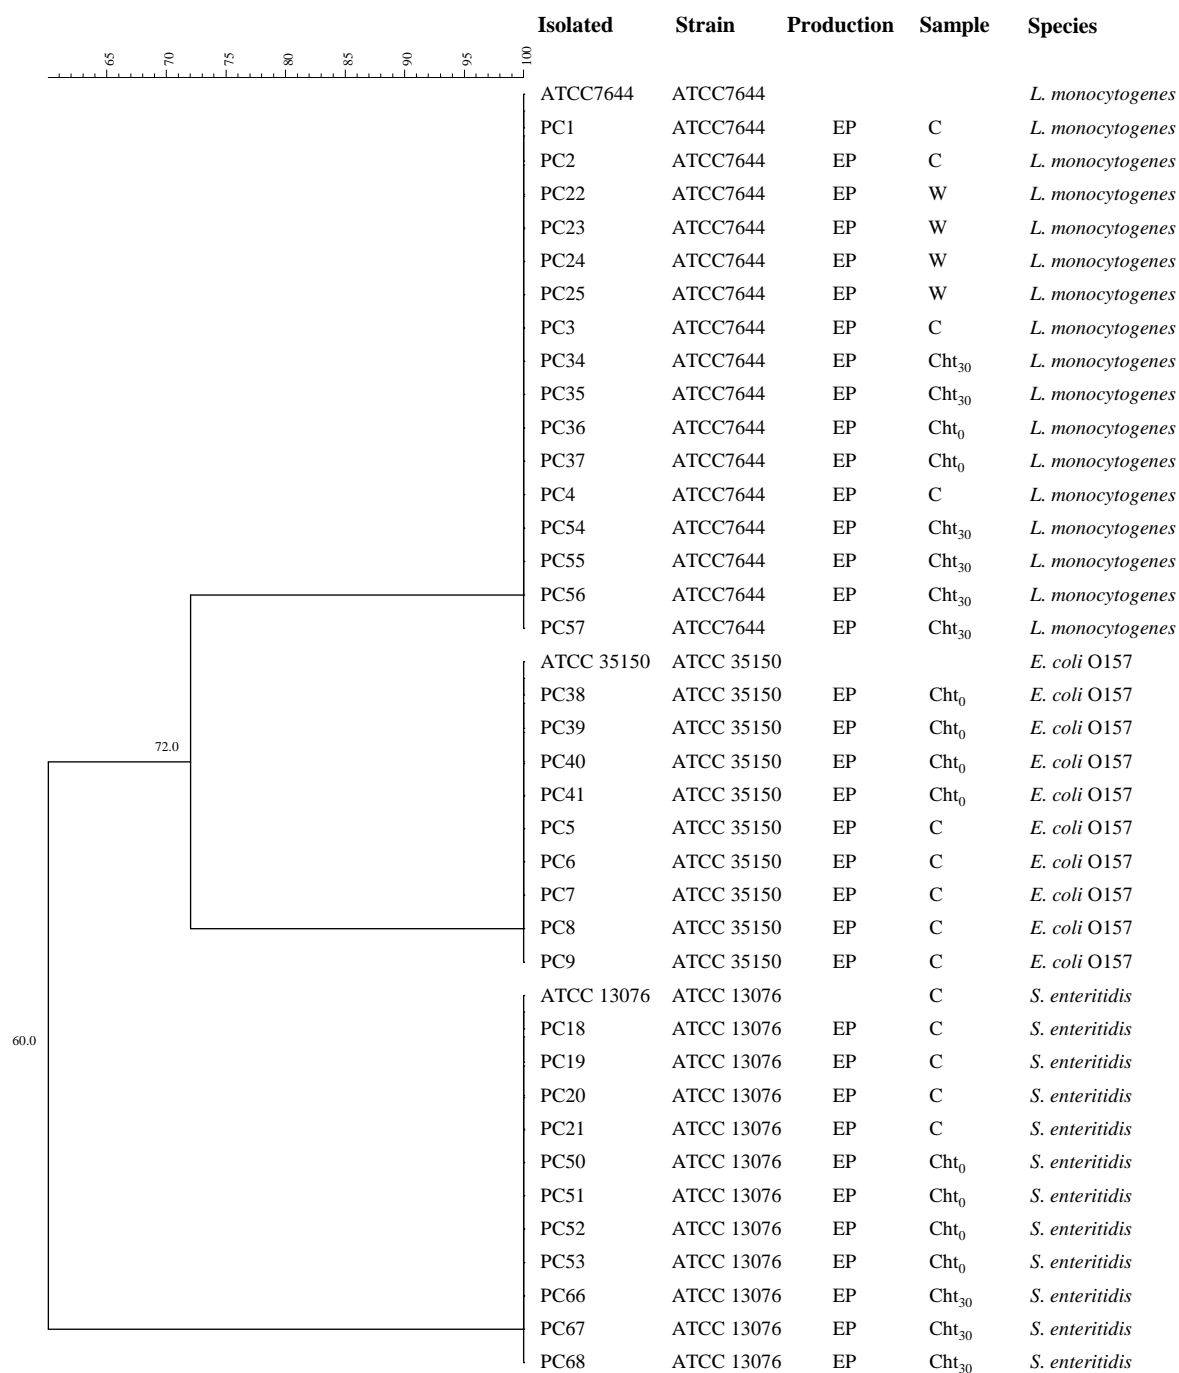 Isolated Strain Production Sample Species
65 70 75 80 85 90 95 100
ATCC7644 ATCC7644 L. monocytogenes
PC1 ATCC7644 EP C L. monocytogenes
PC2 ATCC7644 EP C L. monocytogenes
PC22 ATCC7644 EP W L. monocytogenes
PC23 ATCC7644 EP W L. monocytogenes
PC24 ATCC7644 EP W L. monocytogenes
PC25 ATCC7644 EP W L. monocytogenes
PC3 ATCC7644 EP C L. monocytogenes
PC34 ATCC7644 EP Cht30 L. monocytogenes
PC35 ATCC7644 EP Cht30 L. monocytogenes
PC36 ATCC7644 EP Cht0 L. monocytogenes
PC37 ATCC7644 EP Cht0 L. monocytogenes
PC4 ATCC7644 EP C L. monocytogenes
PC54 ATCC7644 EP Cht30 L. monocytogenes
PC55 ATCC7644 EP Cht30 L. monocytogenes
PC56 ATCC7644 EP Cht30 L. monocytogenes
PC57 ATCC7644 EP Cht30 L. monocytogenes
ATCC 35150 ATCC 35150 E. coli O157
PC38 ATCC 35150 EP Cht0 E. coli O157
PC39 ATCC 35150 EP Cht0 E. coli O157
72.0
PC40 ATCC 35150 EP Cht0 E. coli O157
PC41 ATCC 35150 EP Cht0 E. coli O157
PC5 ATCC 35150 EP C E. coli O157
PC6 ATCC 35150 EP C E. coli O157
PC7 ATCC 35150 EP C E. coli O157
PC8 ATCC 35150 EP C E. coli O157
PC9 ATCC 35150 EP C E. coli O157
ATCC 13076 ATCC 13076 C S. enteritidis
PC18 ATCC 13076 EP C S. enteritidis
60.0
PC19 ATCC 13076 EP C S. enteritidis
PC20 ATCC 13076 EP C S. enteritidis
PC21 ATCC 13076 EP C S. enteritidis
PC50 ATCC 13076 EP Cht0 S. enteritidis
PC51 ATCC 13076 EP Cht0 S. enteritidis
PC52 ATCC 13076 EP Cht0 S. enteritidis
PC53 ATCC 13076 EP Cht0 S. enteritidis
PC66 ATCC 13076 EP Cht30 S. enteritidis
PC67 ATCC 13076 EP Cht30 S. enteritidis
PC68 ATCC 13076 EP Cht30 S. enteritidis